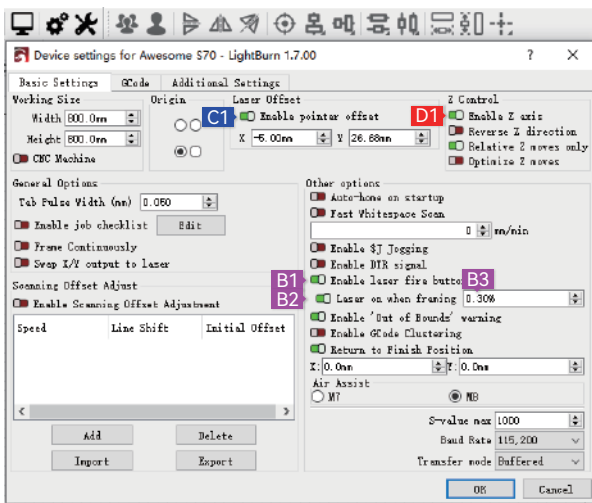 Device settings for Awesome S70 - LightBurn 1.7.00
? X
Basic Settings GCode Additional Settings
Working Size
Width 800.0mm
Height 800.0mm
CNC Machine
Origin
Laser Offset
C1 Enable pointer offset
X -5.00mm Y 26.68mm
Z Control
D1 Enable Z axis
Reverse Z direction
Relative Z moves only
Optimize Z moves
General Options
Tab Pulse Width (mm) 0.050
Enable job checklist Edit
Frame Continuously
Swap X/Y output to laser
Scanning Offset Adjust
Enable Scanning Offset Adjustment
Speed Line Shift Initial Offset
Add Delete
Import Export
Other options
Auto-home on startup
Fast Whitespace Scan
0 mm/min
Enable $J Jogging
Enable DTR signal
B1 Enable laser fire button
B2 Laser on when framing B3 0.30%
Enable 'Out of Bounds' warning
Enable GCode Clustering
Return to Finish Position
X: 0.0mm Y: 0.0mm
Air Assist
M7 M8
S-value max 1000
Baud Rate 115,200
Transfer mode Buffered
OK Cancel